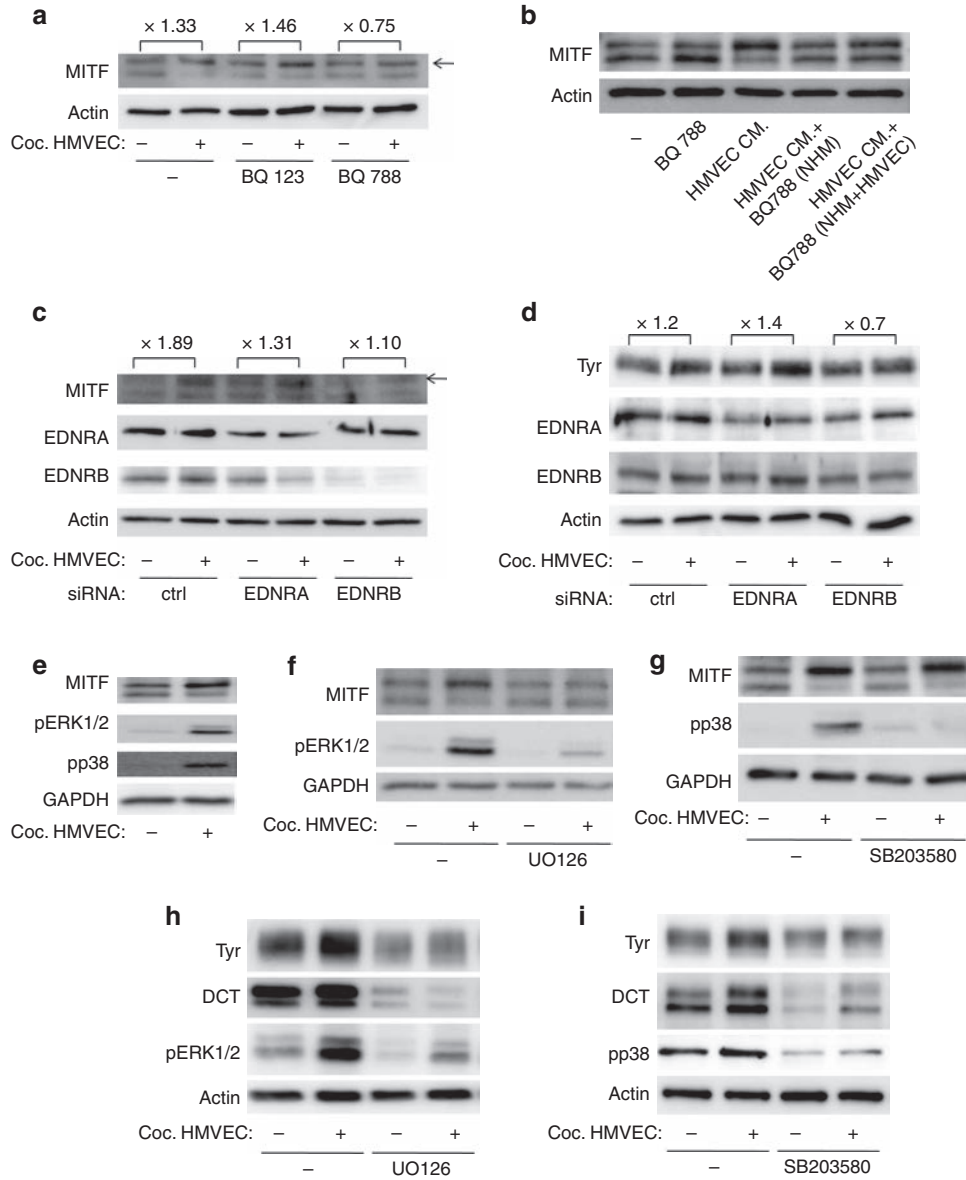 a
× 1.33 × 1.46 × 0.75
MITF
Actin
Coc. HMVEC: – + – + – +
– BQ 123 BQ 788
b
MITF
Actin
–
BQ 788
HMVEC CM.
HMVEC CM.+
BQ788 (NHM)
HMVEC CM.+
BQ788 (NHM+HMVEC)
c
× 1.89 × 1.31 × 1.10
MITF
EDNRA
EDNRB
Actin
Coc. HMVEC: – + – + – +
siRNA: ctrl EDNRA EDNRB
d
× 1.2 × 1.4 × 0.7
Tyr
EDNRA
EDNRB
Actin
Coc. HMVEC: – + – + – +
siRNA: ctrl EDNRA EDNRB
e
MITF
pERK1/2
pp38
GAPDH
Coc. HMVEC: – +
f
MITF
pERK1/2
GAPDH
Coc. HMVEC: – + – +
– UO126
g
MITF
pp38
GAPDH
Coc. HMVEC: – + – +
– SB203580
h
Tyr
DCT
pERK1/2
Actin
Coc. HMVEC: – + – +
– UO126
i
Tyr
DCT
pp38
Actin
Coc. HMVEC: – + – +
– SB203580